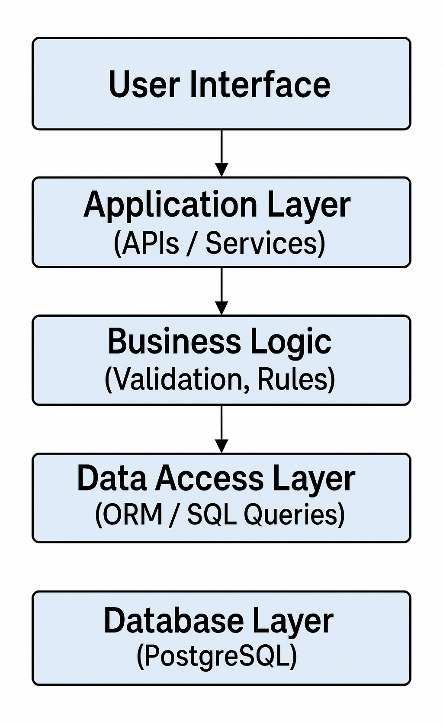 User Interface
Application Layer
(APIs / Services)
Business Logic
(Validation, Rules)
Data Access Layer
(ORM / SQL Queries)
Database Layer
(PostgreSQL)